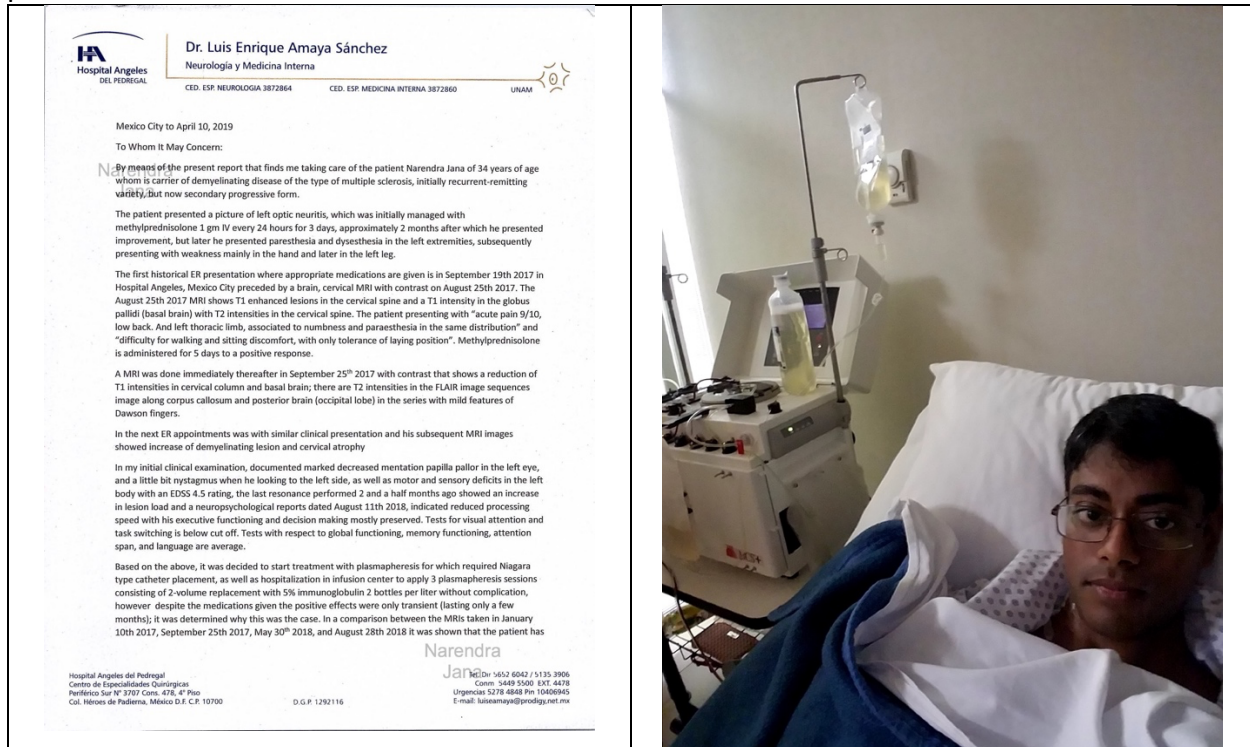 Hospital Angeles
DEL PEDREGAL
Dr. Luis Enrique Amaya Sánchez
Neurología y Medicina Interna
CED. ESP. NEUROLOGIA 3872864 CED. ESP. MEDICINA INTERNA 3872860 UNAM
Mexico City to April 10, 2019
To Whom It May Concern:
Narendra
Jana
By means of the present report that finds me taking care of the patient Narendra Jana of 34 years of age
whom is carrier of demyelinating disease of the type of multiple sclerosis, initially recurrent-remitting
variety, but now secondary progressive form.
The patient presented a picture of left optic neuritis, which was initially managed with
methylprednisolone 1 gm IV every 24 hours for 3 days, approximately 2 months after which he presented
improvement, but later he presented paresthesia and dysesthesia in the left extremities, subsequently
presenting with weakness mainly in the hand and later in the left leg.
The first historical ER presentation where appropriate medications are given is in September 19th 2017 in
Hospital Angeles, Mexico City preceded by a brain, cervical MRI with contrast on August 25th 2017. The
August 25th 2017 MRI shows T1 enhanced lesions in the cervical spine and a T1 intensity in the globus
pallidi (basal brain) with T2 intensities in the cervical spine. The patient presenting with “acute pain 9/10,
low back. And left thoracic limb, associated to numbness and paraesthesia in the same distribution” and
“difficulty for walking and sitting discomfort, with only tolerance of laying position”. Methylprednisolone
is administered for 5 days to a positive response.
A MRI was done immediately thereafter in September 25th 2017 with contrast that shows a reduction of
T1 intensities in cervical column and basal brain; there are T2 intensities in the FLAIR image sequences
image along corpus callosum and posterior brain (occipital lobe) in the series with mild features of
Dawson fingers.
In the next ER appointments was with similar clinical presentation and his subsequent MRI images
showed increase of demyelinating lesion and cervical atrophy
In my initial clinical examination, documented marked decreased mentation papilla pallor in the left eye,
and a little bit nystagmus when he looking to the left side, as well as motor and sensory deficits in the left
body with an EDSS 4.5 rating, the last resonance performed 2 and a half months ago showed an increase
in lesion load and a neuropsychological reports dated August 11th 2018, indicated reduced processing
speed with his executive functioning and decision making mostly preserved. Tests for visual attention and
task switching is below cut off. Tests with respect to global functioning, memory functioning, attention
span, and language are average.
Based on the above, it was decided to start treatment with plasmapheresis for which required Niagara
type catheter placement, as well as hospitalization in infusion center to apply 3 plasmapheresis sessions
consisting of 2-volume replacement with 5% immunoglobulin 2 bottles per liter without complication,
however despite the medications given the positive effects were only transient (lasting only a few
months); it was determined why this was the case. In a comparison between the MRIs taken in January
10th 2017, September 25th 2017, May 30th 2018, and August 28th 2018 it was shown that the patient has
Narendra
Jana
Hospital Angeles del Pedregal
Centro de Especialidades Quirúrgicas
Periférico Sur N° 3707 Cons. 478, 4° Piso
Col. Héroes de Padierna, México D.F. C.P. 10700
D.G.P. 1292116
Dir 5652 6042 / 5135 3906
Conm 5449 5500 EXT. 4478
Urgencias 5278 4848 Pin 10406945
E-mail: luiseamaya@prodigy.net.mx